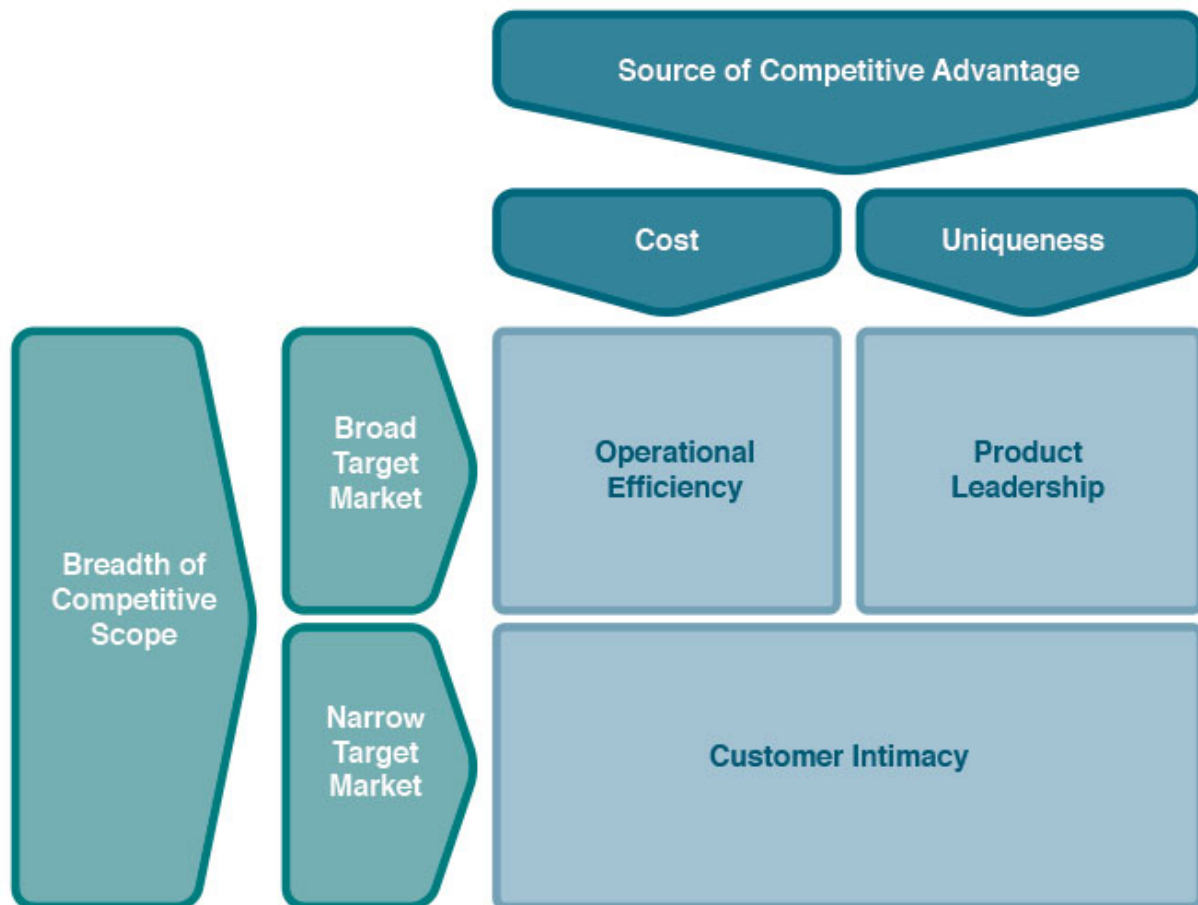 Source of Competitive Advantage
Cost
Uniqueness
Breadth of
Competitive
Scope
Broad
Target
Market
Operational
Efficiency
Product
Leadership
Narrow
Target
Market
Customer Intimacy